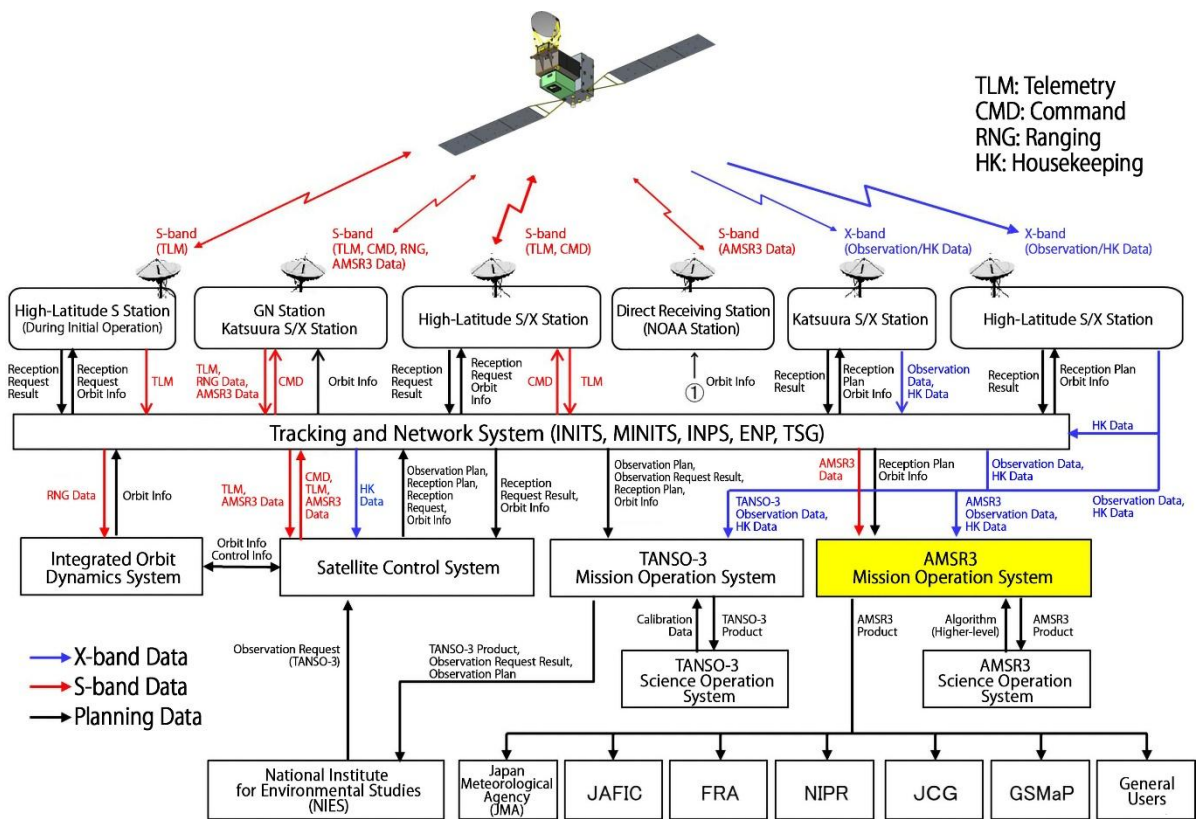 TLM: Telemetry
CMD: Command
RNG: Ranging
HK: Housekeeping
S-band
(TLM)
S-band
(TLM, CMD, RNG,
AMSR3 Data)
S-band
(TLM, CMD)
S-band
(AMSR3 Data)
X-band
(Observation/HK Data)
X-band
(Observation/HK Data)
High-Latitude S Station
(During Initial Operation)
GN Station
Katsuura S/X Station
High-Latitude S/X Station
Direct Receiving Station
(NOAA Station)
Katsuura S/X Station
High-Latitude S/X Station
Reception
Request
Result
Reception
Request
Orbit Info
TLM
TLM,
RNG Data,
AMSR3 Data
CMD
Orbit Info
Reception
Request
Result
Reception
Request
Orbit
Info
CMD
TLM
①
Orbit Info
Reception
Result
Reception
Plan
Orbit Info
Observation
Data,
HK Data
Reception
Result
Reception Plan
Orbit Info
HK Data
Tracking and Network System (INITS, MINITS, INPS, ENP, TSG)
RNG Data
Orbit Info
TLM,
AMSR3 Data
CMD,
TLM,
AMSR3
Data
HK
Data
Observation Plan,
Reception Plan,
Reception
Request,
Orbit Info
Reception
Request Result,
Orbit Info
Observation Plan,
Observation Request Result,
Reception Plan,
Orbit Info
TANSO-3
Observation Data,
HK Data
AMSR3
Data
Reception Plan
Orbit Info
AMSR3
Observation Data,
HK Data
Observation Data,
HK Data
Observation Data,
HK Data
Integrated Orbit
Dynamics System
Orbit Info
Control Info
Satellite Control System
TANSO-3
Mission Operation System
AMSR3
Mission Operation System
Observation Request
(TANSO-3)
TANSO-3 Product,
Observation Request Result,
Observation Plan
Calibration
Data
TANSO-3
Product
AMSR3
Product
Algorithm
(Higher-level)
AMSR3
Product
TANSO-3
Science Operation
System
AMSR3
Science Operation
System
X-band Data
S-band Data
Planning Data
National Institute
for Environmental Studies
(NIES)
Japan
Meteorological
Agency
(JMA)
JAFIC
FRA
NIPR
JCG
GSMaP
General
Users